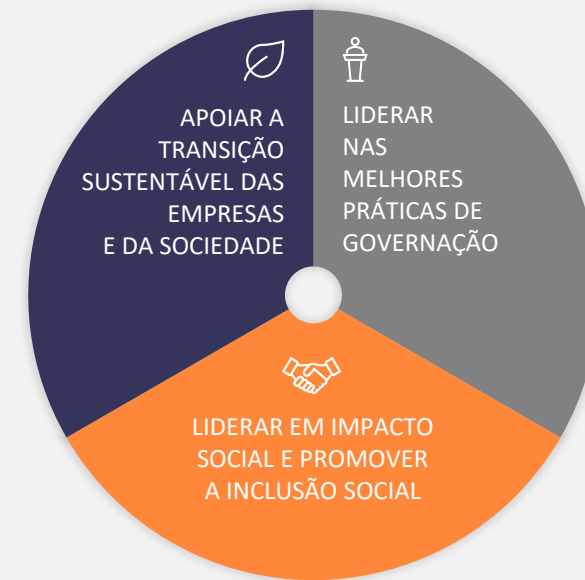 APOIAR A
TRANSIÇÃO
SUSTENTÁVEL DAS
EMPRESAS
E DA SOCIEDADE
LIDERAR
NAS
MELHORES
PRÁTICAS DE
GOVERNAÇÃO
LIDERAR EM IMPACTO
SOCIAL E PROMOVER
A INCLUSÃO SOCIAL